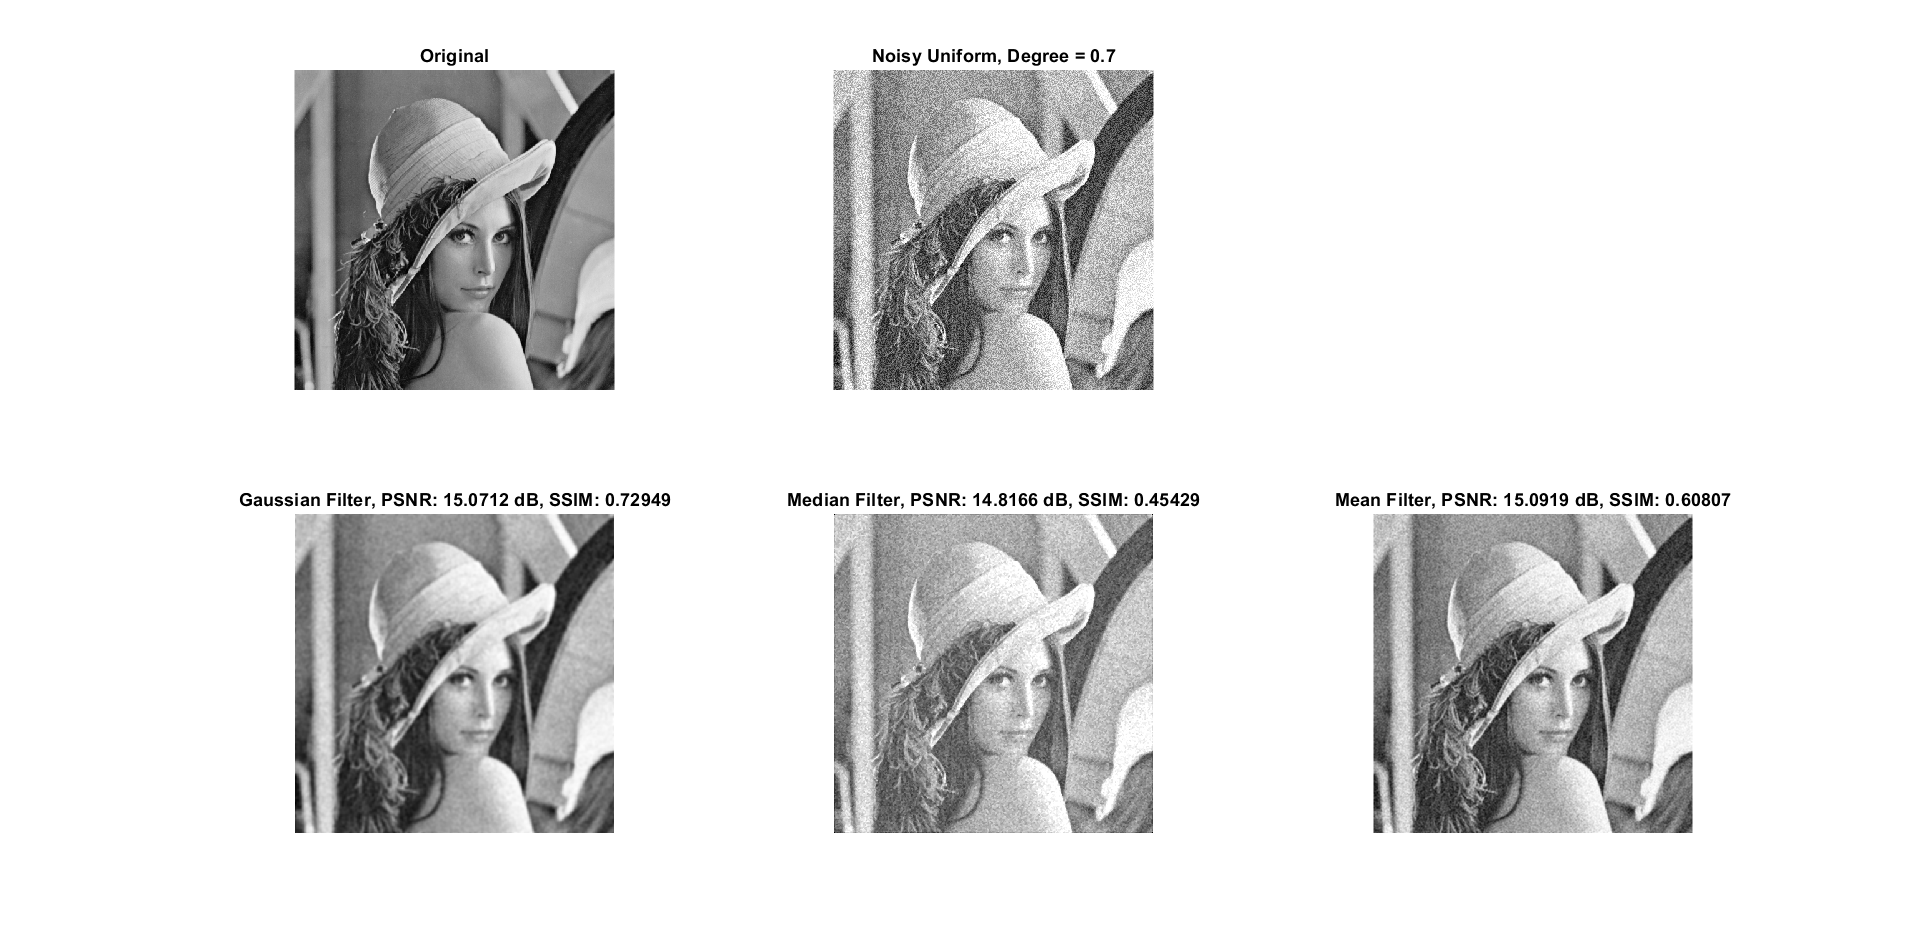 Original
Noisy Uniform, Degree = 0.7
Gaussian Filter, PSNR: 15.0712 dB, SSIM: 0.72949
Median Filter, PSNR: 14.8166 dB, SSIM: 0.45429
Mean Filter, PSNR: 15.0919 dB, SSIM: 0.60807